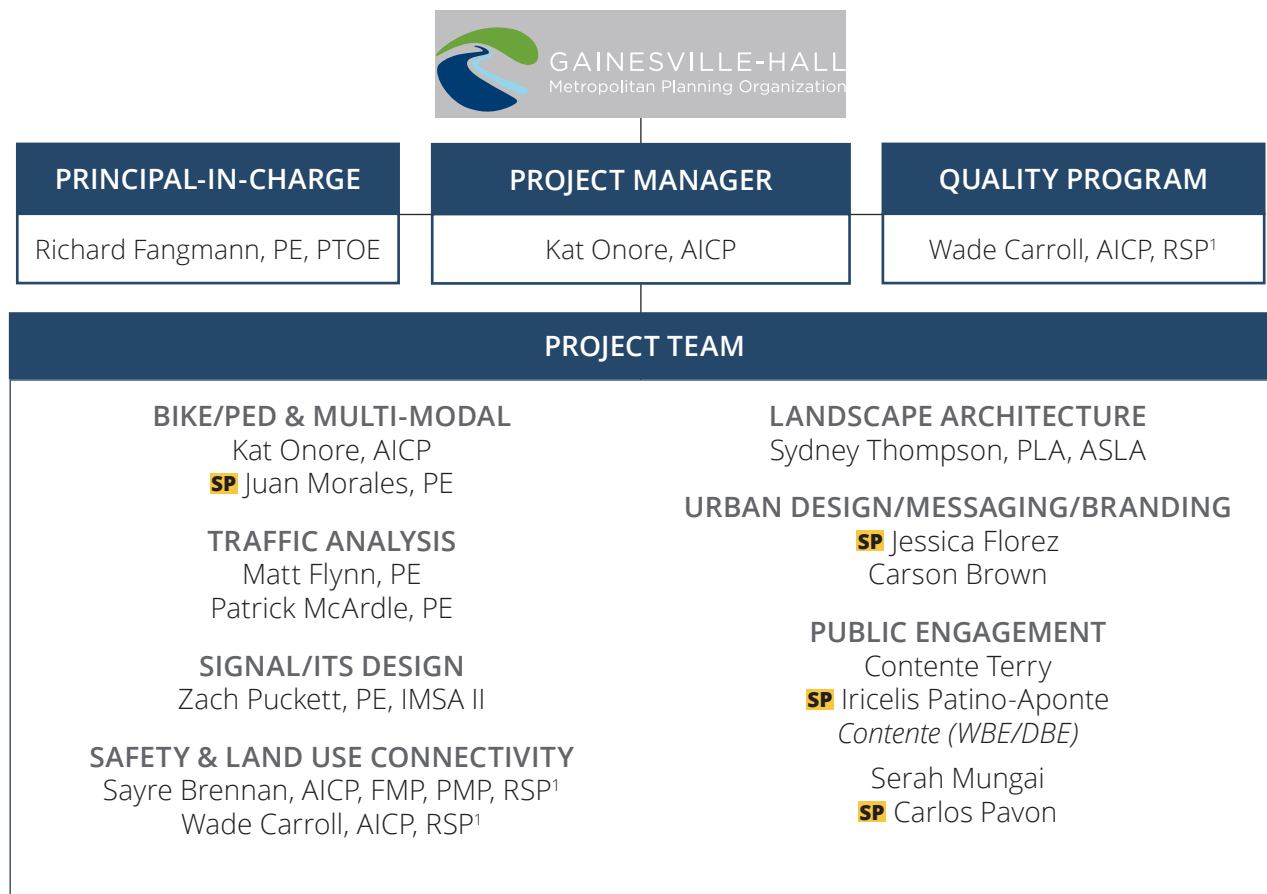 GAINESVILLE-HALL
Metropolitan Planning Organization
PRINCIPAL-IN-CHARGE
Richard Fangmann, PE, PTOE
PROJECT MANAGER
Kat Onore, AICP
QUALITY PROGRAM
Wade Carroll, AICP, RSP¹
PROJECT TEAM
BIKE/PED & MULTI-MODAL
Kat Onore, AICP
SP Juan Morales, PE
TRAFFIC ANALYSIS
Matt Flynn, PE
Patrick McArdle, PE
SIGNAL/ITS DESIGN
Zach Puckett, PE, IMSA II
SAFETY & LAND USE CONNECTIVITY
Sayre Brennan, AICP, FMP, PMP, RSP¹
Wade Carroll, AICP, RSP¹
LANDSCAPE ARCHITECTURE
Sydney Thompson, PLA, ASLA
URBAN DESIGN/MESSAGING/BRANDING
SP Jessica Florez
Carson Brown
PUBLIC ENGAGEMENT
Contente Terry
SP Iricelis Patino-Aponte
Contente (WBE/DBE)
Serah Mungai
SP Carlos Pavon